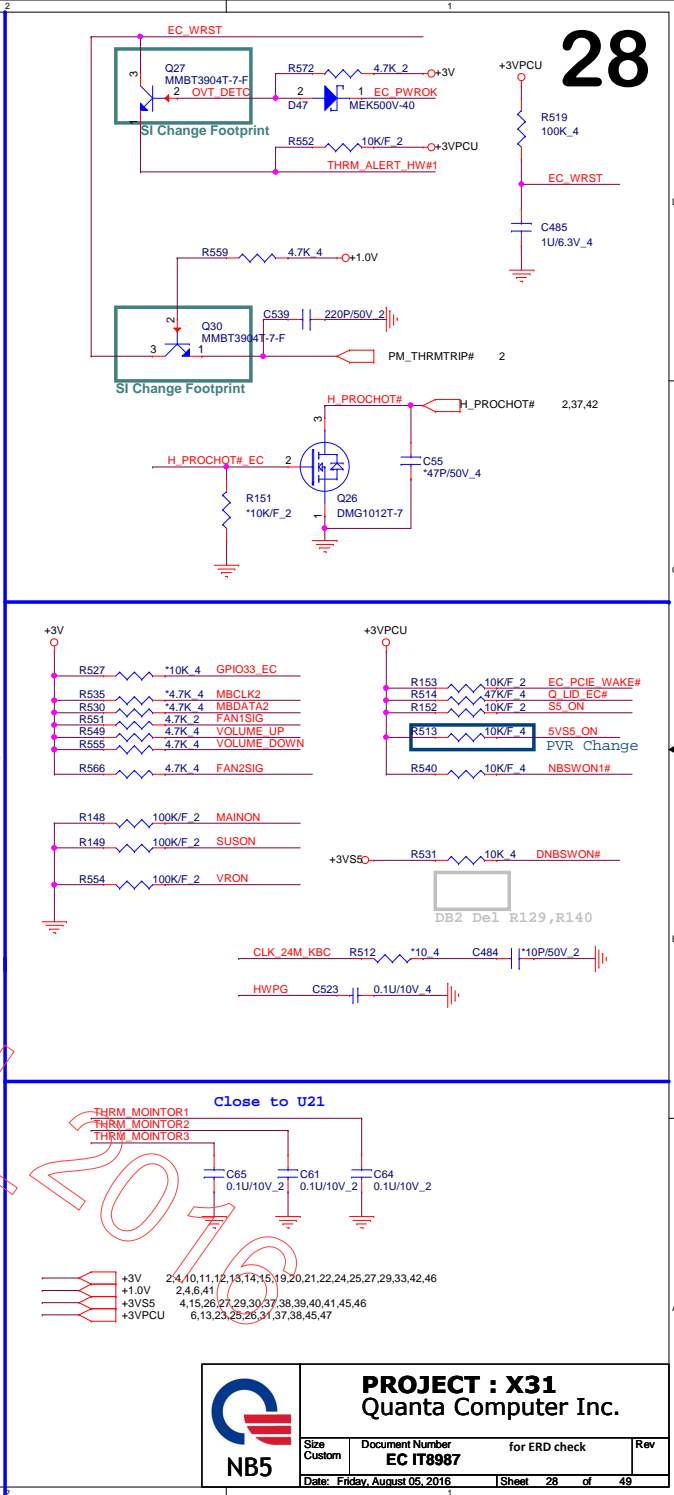 2
1
28
EC_WRST
Q27
MMBT3904T-7-F
3
2
OVT_DETC
1
SI Change Footprint
R572
4.7K_2
+3V
2
1
EC_PWROK
D47
MEK500V-40
R552
10K/F_2
+3VPCU
THRM_ALERT_HW#1
+3VPCU
R519
100K_4
EC_WRST
C485
1U/6.3V_4
D
R559
4.7K_4
+1.0V
2
Q30
MMBT3904T-7-F
3
1
SI Change Footprint
C539
220P/50V_2
PM_THRMTRIP#
2
H_PROCHOT#
H_PROCHOT#
2,37,42
3
H_PROCHOT#_EC
2
C55
*47P/50V_4
R151
*10K/F_2
Q26
DMG1012T-7
1
C
+3V
R527
*10K_4
GPIO33_EC
R535
*4.7K_4
MBCLK2
R530
*4.7K_4
MBDATA2
R551
4.7K_2
FAN1SIG
R549
4.7K_4
VOLUME_UP
R555
4.7K_4
VOLUME_DOWN
R566
4.7K_4
FAN2SIG
+3VPCU
R153
10K/F_2
EC_PCIE_WAKE#
R514
47K/F_4
Q_LID_EC#
R152
10K/F_2
S5_ON
R513
10K/F_4
5VS5_ON
PVR Change
R540
10K/F_4
NBSWON1#
R148
100K/F_2
MAINON
R149
100K/F_2
SUSON
R554
100K/F_2
VRON
+3VS5
R531
10K_4
DNBSWON#
DB2 Del R129,R140
B
CLK_24M_KBC
R512
*10_4
C484
*10P/50V_2
HWPG
C523
0.1U/10V_4
Close to U21
THRM_MOINTOR1
THRM_MOINTOR2
THRM_MOINTOR3
C65
0.1U/10V_2
C61
0.1U/10V_2
C64
0.1U/10V_2
2016
+3V
2,4,10,11,12,13,14,15,19,20,21,22,24,25,27,29,33,42,46
+1.0V
2,4,6,41
+3VS5
4,15,26,27,29,30,37,38,39,40,41,45,46
+3VPCU
6,13,23,25,26,31,37,38,45,47
A
NB5
PROJECT : X31
Quanta Computer Inc.
Size
Custom
Document Number
EC IT8987
for ERD check
Rev
Date: Friday, August 05, 2016
Sheet 28 of 49
2
1